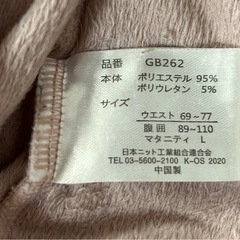 品番 GB262
本体 ポリエステル 95%
ポリウレタン 5%
サイズ
ウエスト 69~77
腹囲 89~110
マタニティ L
日本ニット工業組合連合会
TEL 03-5600-2100 K-OS 2020
中国製